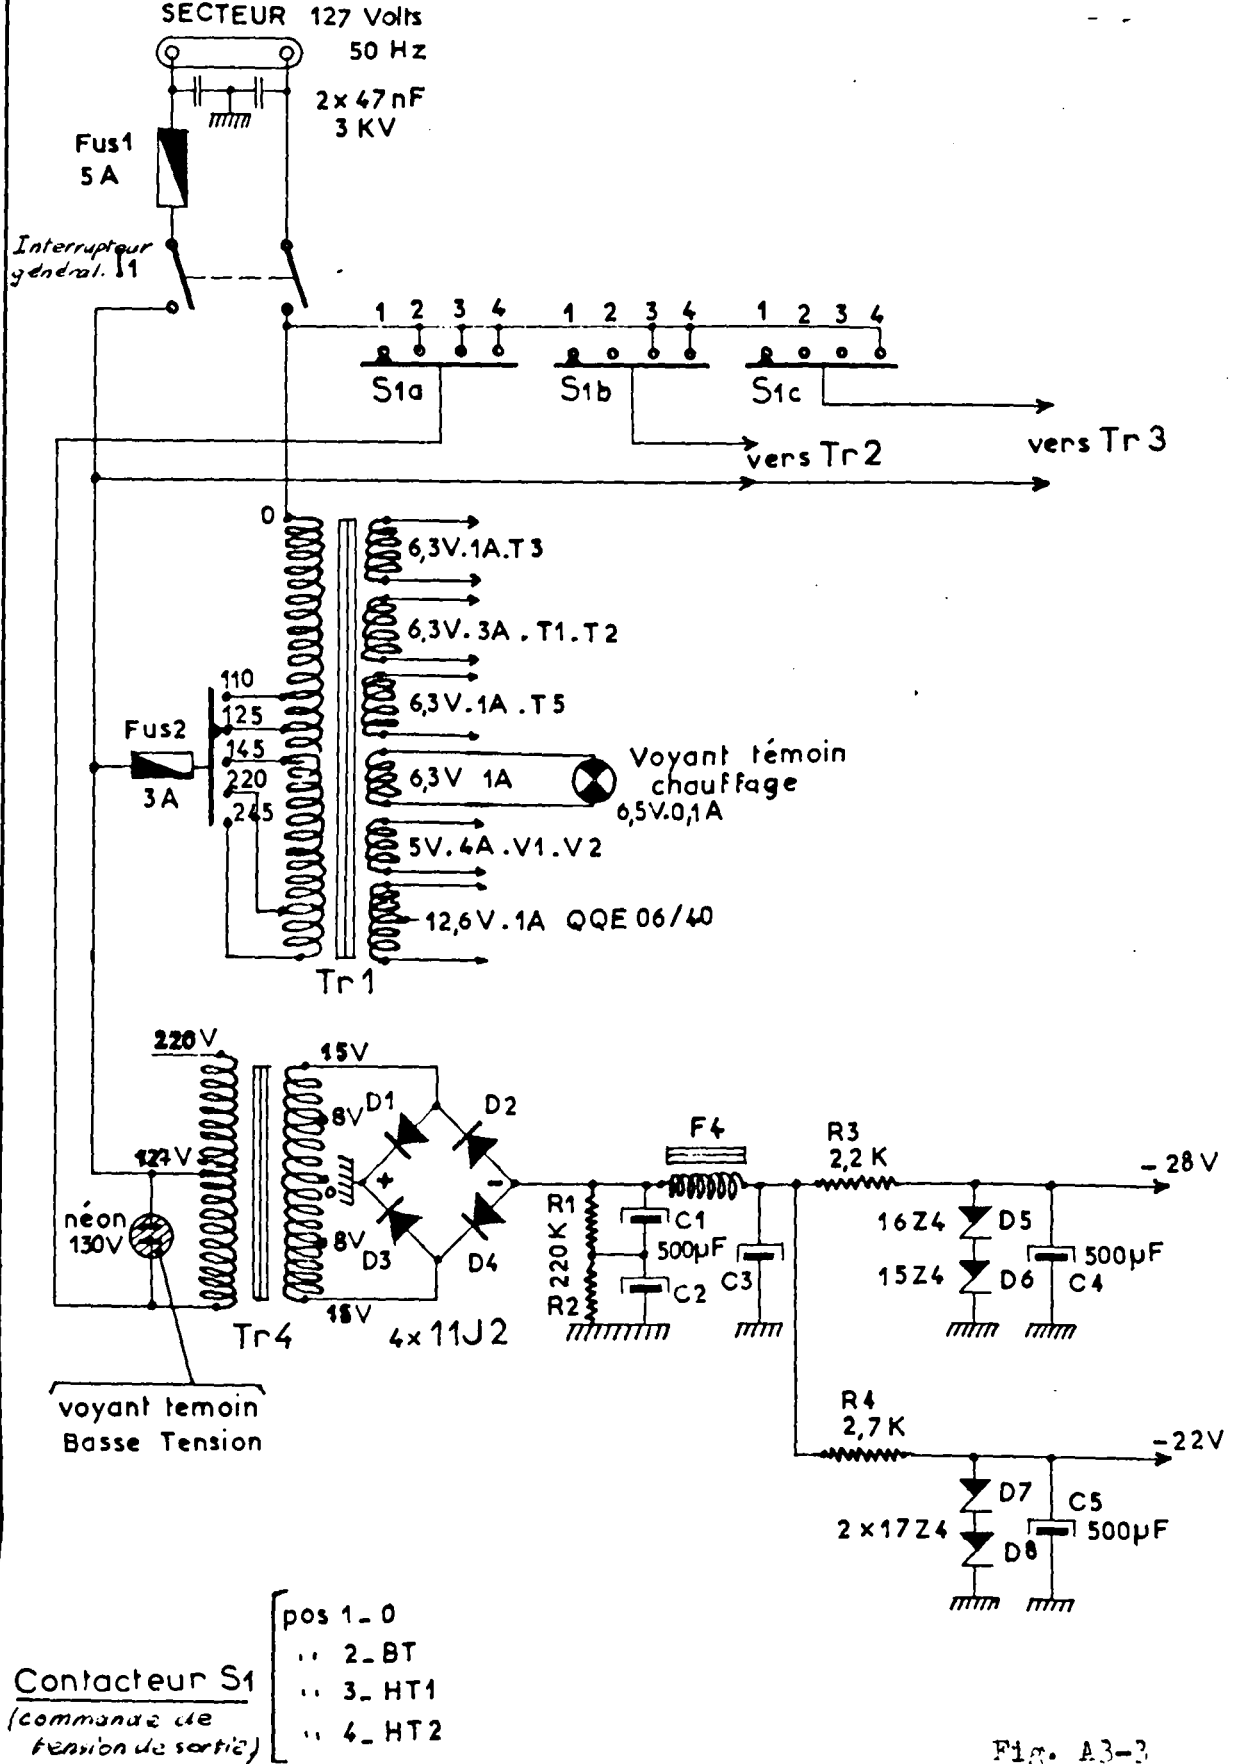 SECTEUR 127 Volts
50 Hz
2x47nF
3KV
Fus1
5A
Interrupteur
général. I1
1 2 3 4 1 2 3 4 1 2 3 4
S1a S1b S1c
vers Tr2
vers Tr3
0
6,3V.1A.T3
6,3V.3A.T1.T2
110
6,3V.1A.T5
125
Fus2
145
Voyant témoin
chauffage
6,3V 1A
220
3A
245
6,5V.0,1A
5V.4A.V1.V2
12,6V.1A QQE 06/40
Tr1
220V
15V
8V
D1
D2
F4
R3
2,2K
127V
+
-
0
-28V
néon
130V
R1
220K
R2
C1
500µF
C2
C3
16Z4 D5
15Z4 D6
500µF
C4
8V
D3
D4
15V
Tr4
4x11J2
voyant temoin
Basse Tension
R4
2,7K
-22V
D7
2x17Z4
D8
C5
500µF
pos 1_0
" 2_BT
Contacteur S1
" 3_HT1
(commande de
tension de sortie)
" 4_HT2
Fig. A3-3